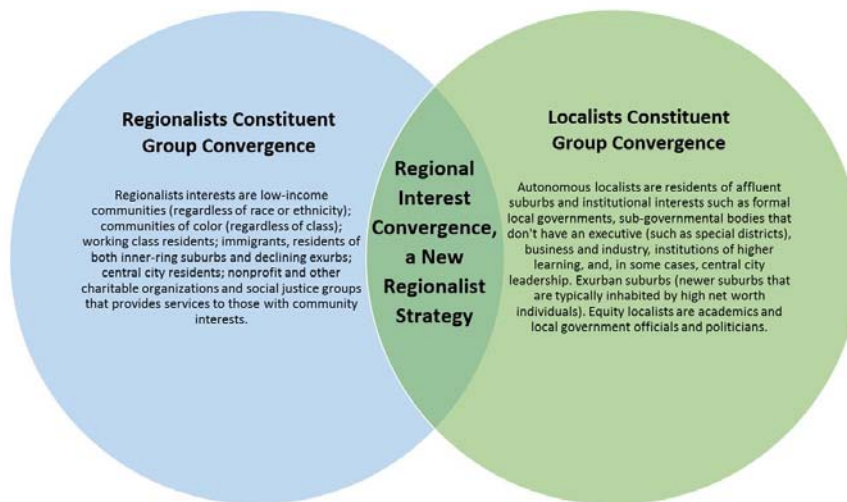 Regionalists Constituent
Group Convergence
Regionalists interests are low-income
communities (regardless of race or ethnicity);
communities of color (regardless of class);
working class residents; immigrants, residents of
both inner-ring suburbs and declining exurbs;
central city residents; nonprofit and other
charitable organizations and social justice groups
that provides services to those with community
interests.
Regional
Interest
Convergence,
a New
Regionalist
Strategy
Localists Constituent
Group Convergence
Autonomous localists are residents of affluent
suburbs and institutional interests such as formal
local governments, sub-governmental bodies that
don't have an executive (such as special districts),
business and industry, institutions of higher
learning, and, in some cases, central city
leadership. Exurban suburbs (newer suburbs that
are typically inhabited by high net worth
individuals). Equity localists are academics and
local government officials and politicians.